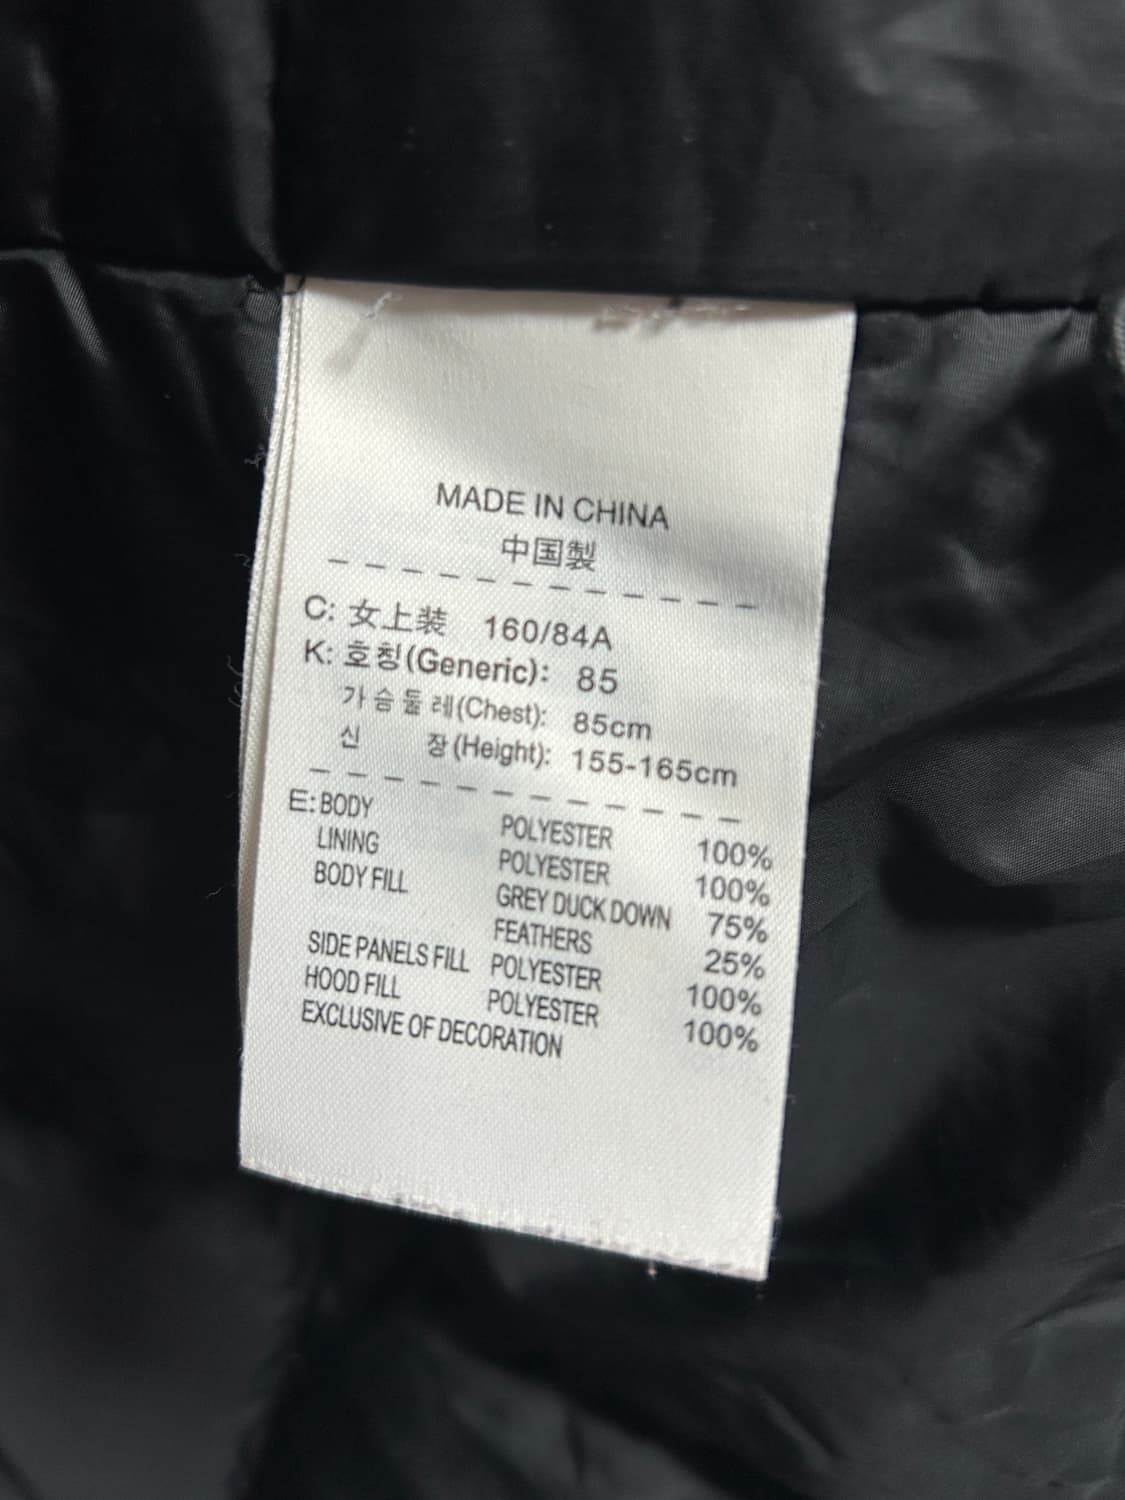 MADE IN CHINA
中国製
C: 女上装 160/84A
K: 호칭(Generic): 85
가슴둘레(Chest): 85cm
신 장(Height): 155-165cm
E: BODY POLYESTER 100%
LINING POLYESTER 100%
BODY FILL GREY DUCK DOWN 75%
FEATHERS 25%
SIDE PANELS FILL POLYESTER 100%
HOOD FILL POLYESTER 100%
EXCLUSIVE OF DECORATION